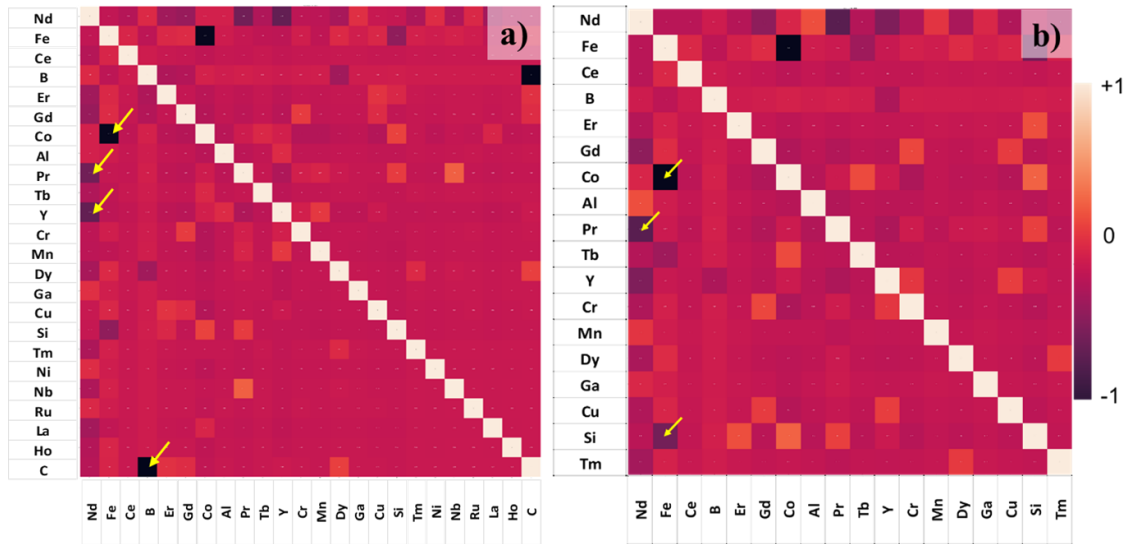 a)
Nd
Fe
Ce
B
Er
Gd
Co
Al
Pr
Tb
Y
Cr
Mn
Dy
Ga
Cu
Si
Tm
Ni
Nb
Ru
La
Ho
C
Nd Fe Ce B Er Gd Co Al Pr Tb Y Cr Mn Dy Ga Cu Si Tm Ni Nb Ru La Ho C
b)
Nd
Fe
Ce
B
Er
Gd
Co
Al
Pr
Tb
Y
Cr
Mn
Dy
Ga
Cu
Si
Tm
Nd Fe Ce B Er Gd Co Al Pr Tb Y Cr Mn Dy Ga Cu Si Tm
+1
0
-1